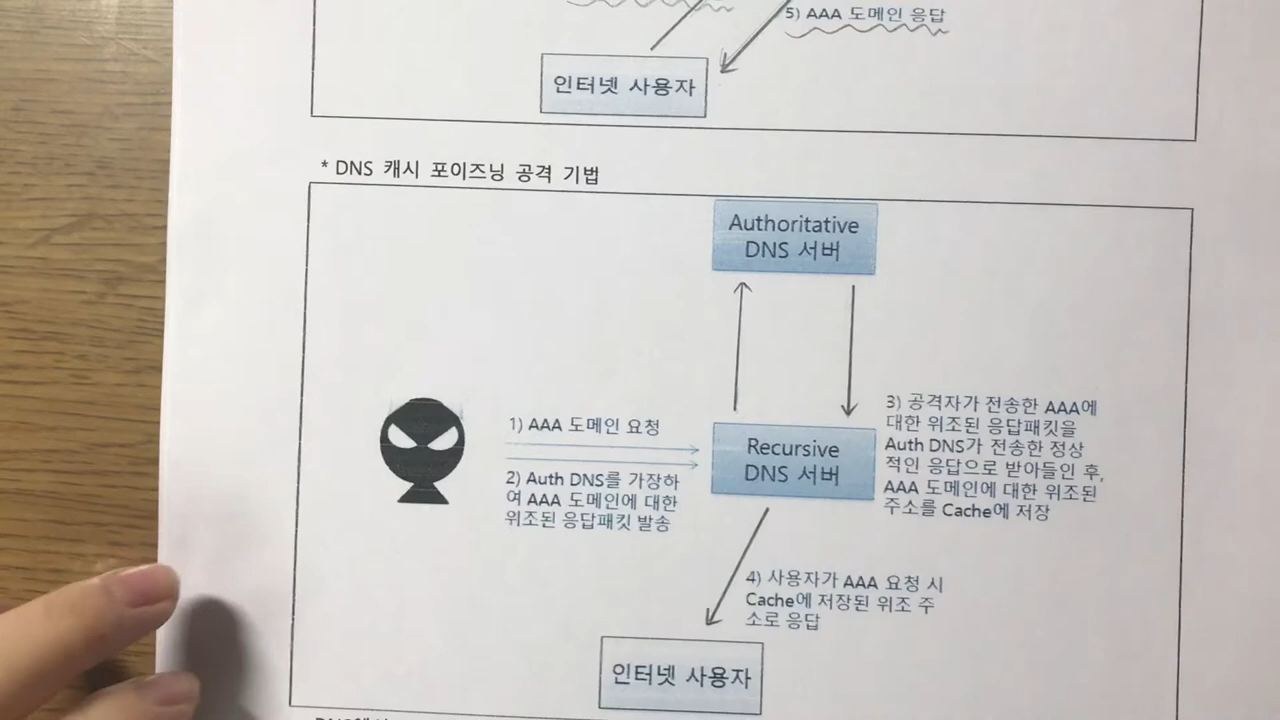 5) AAA 도메인 응답
인터넷 사용자
* DNS 캐시 포이즈닝 공격 기법
Authoritative
DNS 서버
1) AAA 도메인 요청
2) Auth DNS를 가장하
여 AAA 도메인에 대한
위조된 응답패킷 발송
Recursive
DNS 서버
3) 공격자가 전송한 AAA에
대한 위조된 응답패킷을
Auth DNS가 전송한 정상
적인 응답으로 받아들인 후,
AAA 도메인에 대한 위조된
주소를 Cache에 저장
4) 사용자가 AAA 요청 시
Cache에 저장된 위조 주
소로 응답
인터넷 사용자